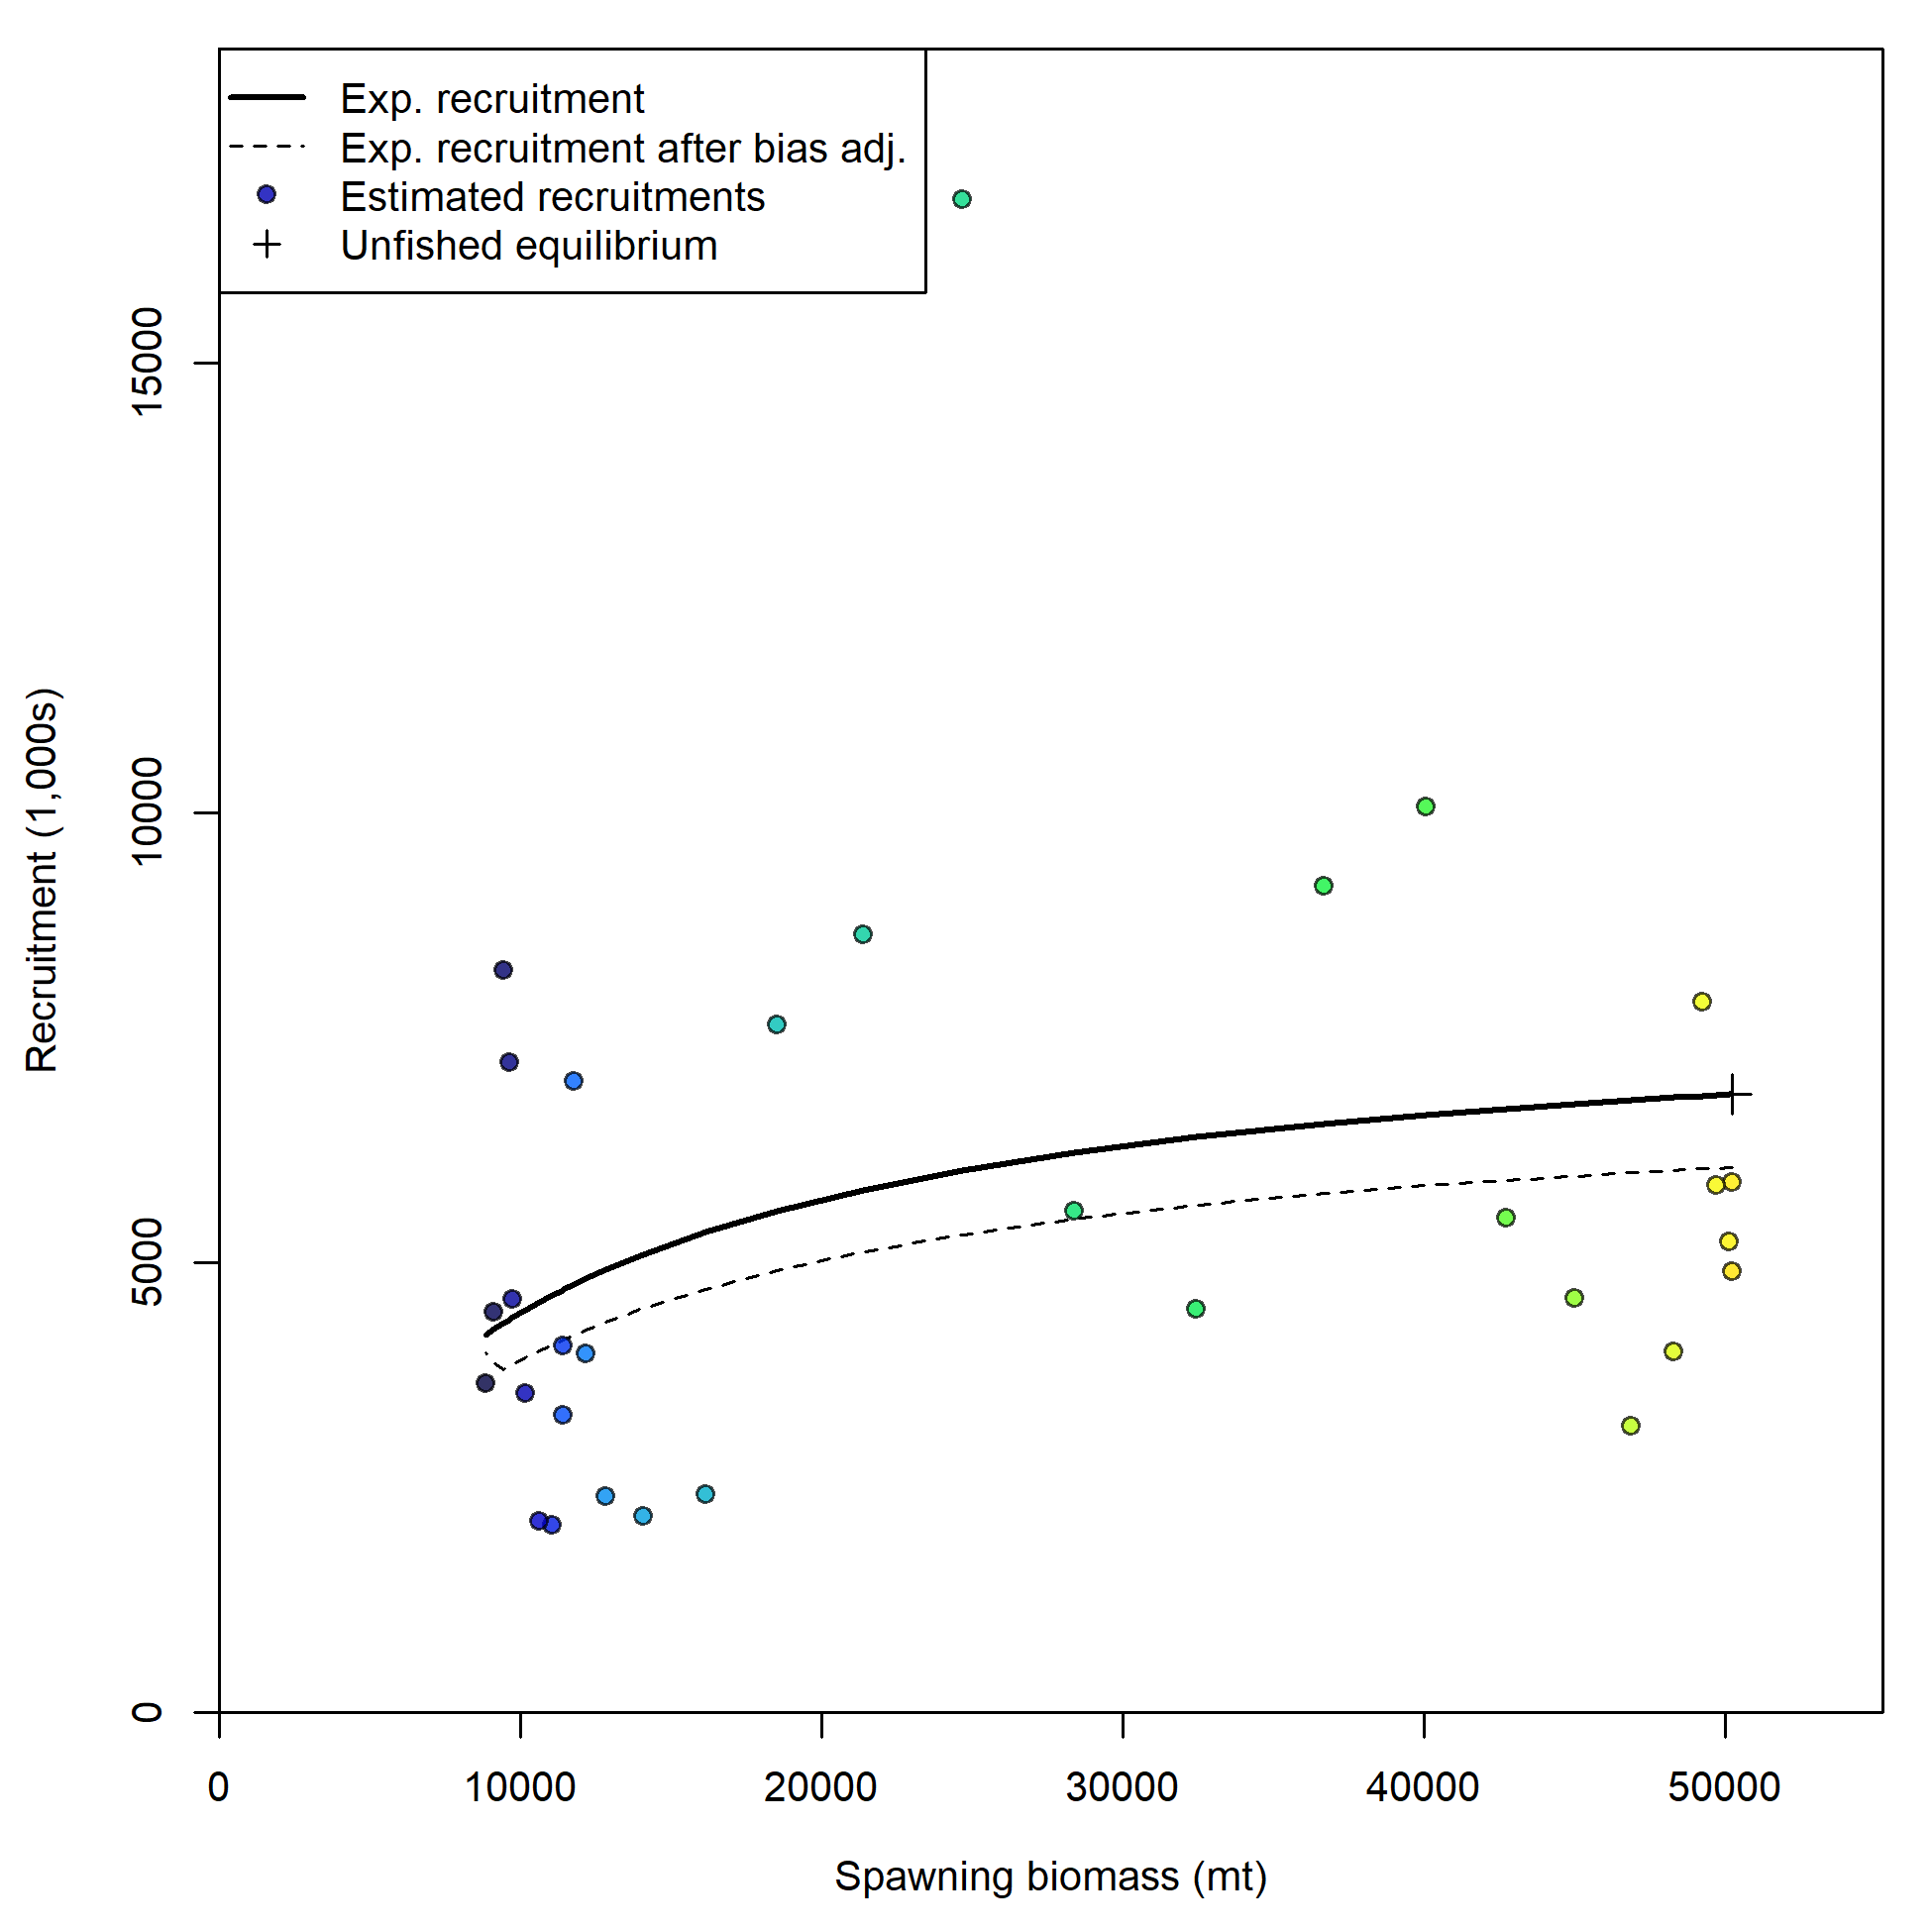 Exp. recruitment
Exp. recruitment after bias adj.
Estimated recruitments
Unfished equilibrium
Recruitment (1,000s)
15000
10000
5000
0
0 10000 20000 30000 40000 50000
Spawning biomass (mt)